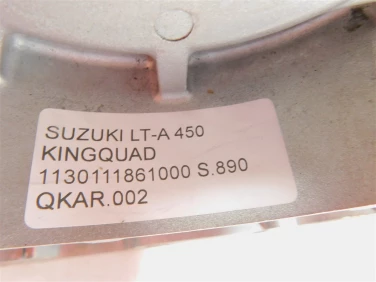 SUZUKI LT-A 450
KINGQUAD
1130111861000 S.890
QKAR.002